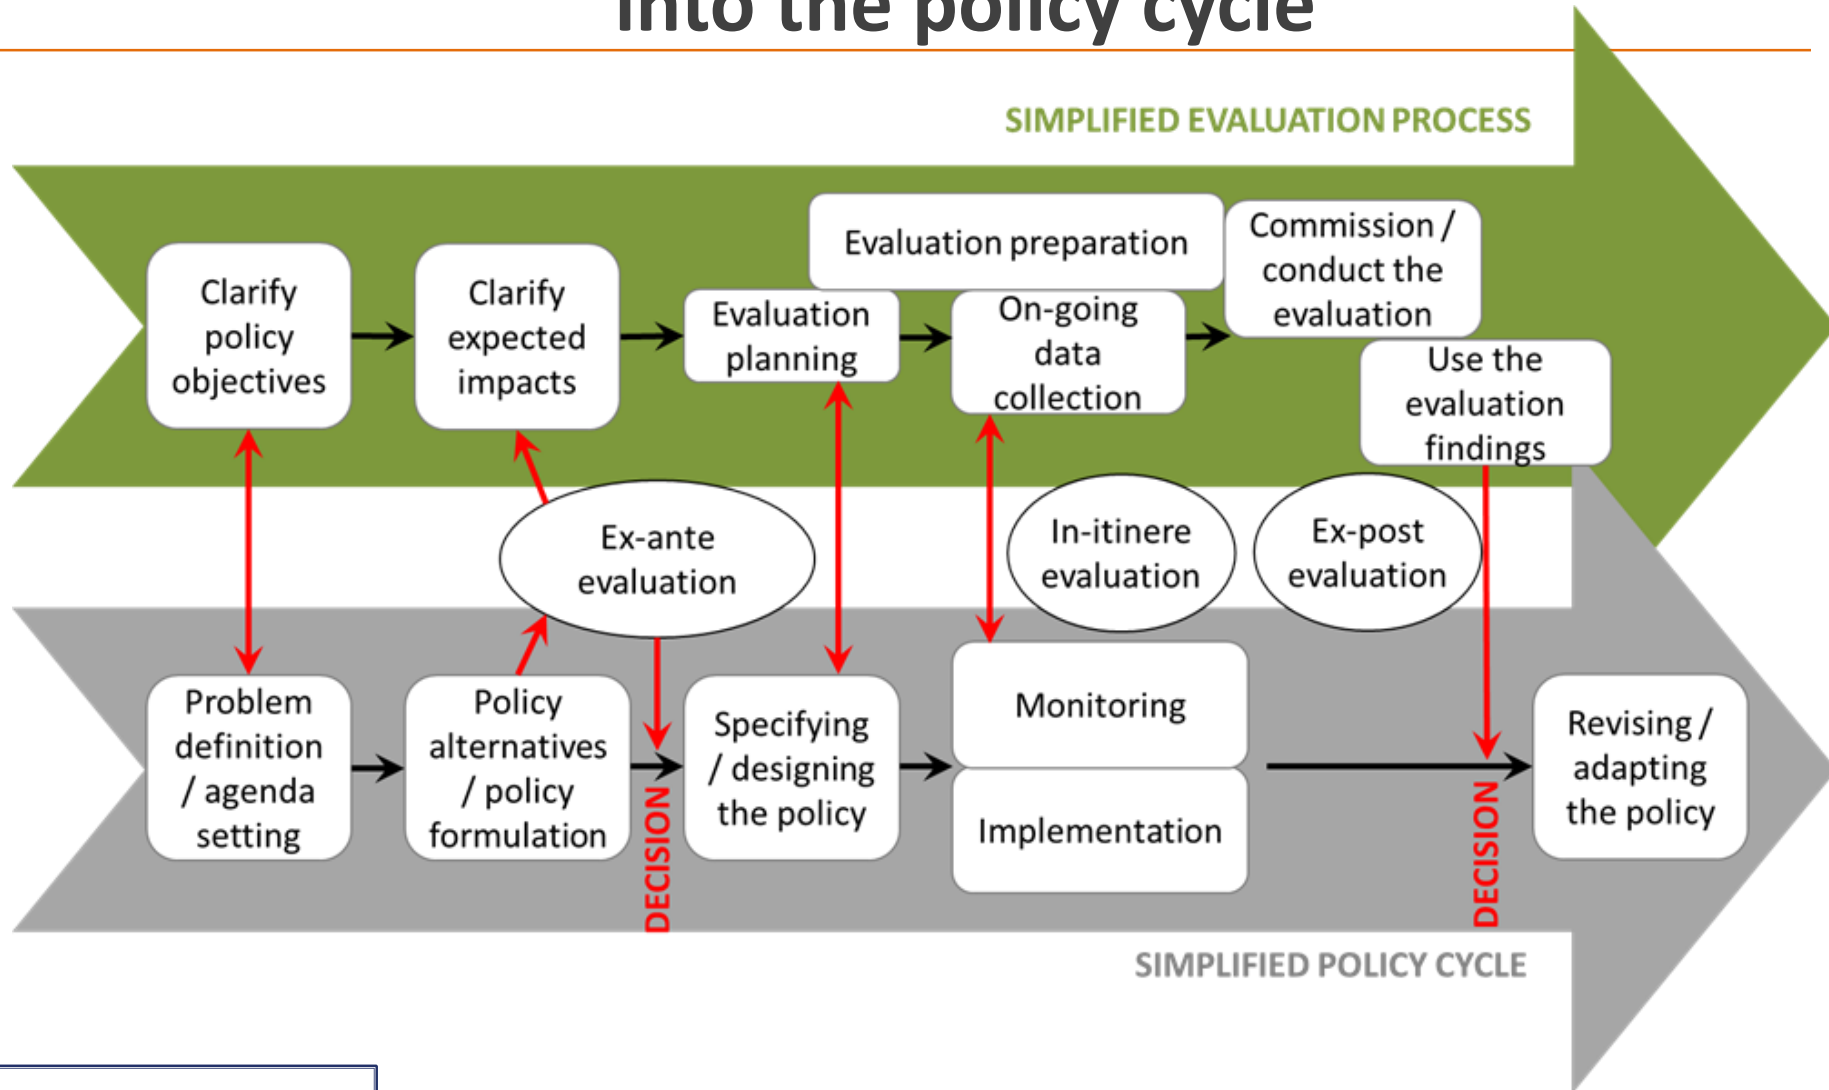 into the policy cycle
SIMPLIFIED EVALUATION PROCESS
Clarify
policy
objectives
Clarify
expected
impacts
Evaluation preparation
Evaluation
planning
On-going
data
collection
Commission /
conduct the
evaluation
Use the
evaluation
findings
Ex-ante
evaluation
In-itinere
evaluation
Ex-post
evaluation
Problem
definition
/ agenda
setting
Policy
alternatives
/ policy
formulation
DECISION
Specifying
/ designing
the policy
Monitoring
Implementation
DECISION
Revising /
adapting
the policy
SIMPLIFIED POLICY CYCLE